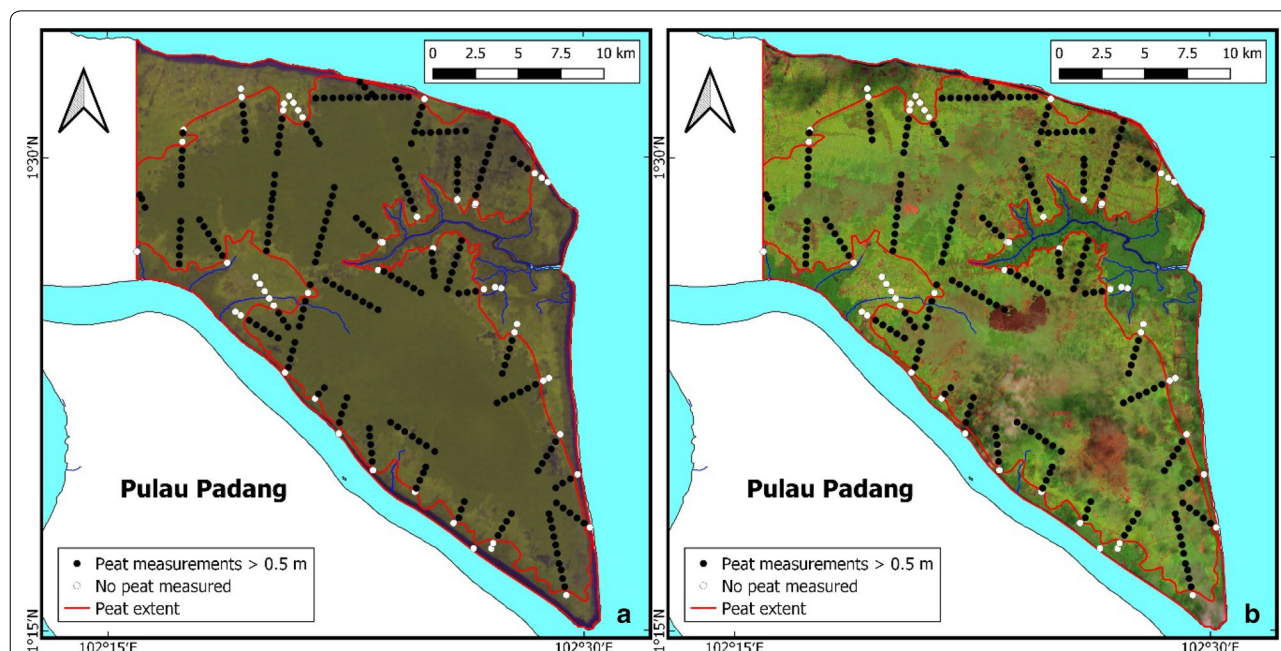 0 2.5 5 7.5 10 km
1°30′N
Pulau Padang
Peat measurements > 0.5 m
No peat measured
Peat extent
a
1°15′N
102°15′E
102°30′E
0 2.5 5 7.5 10 km
1°30′N
Pulau Padang
Peat measurements > 0.5 m
No peat measured
Peat extent
b
1°15′N
102°15′E
102°30′E